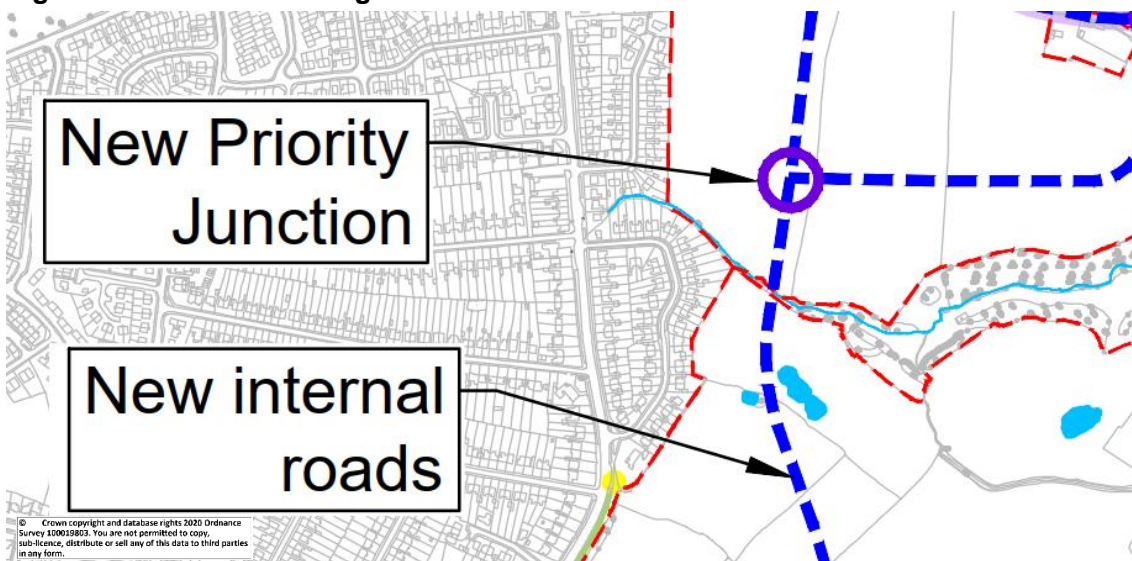 New Priority
Junction
New internal
roads
© Crown copyright and database rights 2020 Ordnance
Survey 100019803. You are not permitted to copy,
sub-licence, distribute or sell any of this data to third parties
in any form.